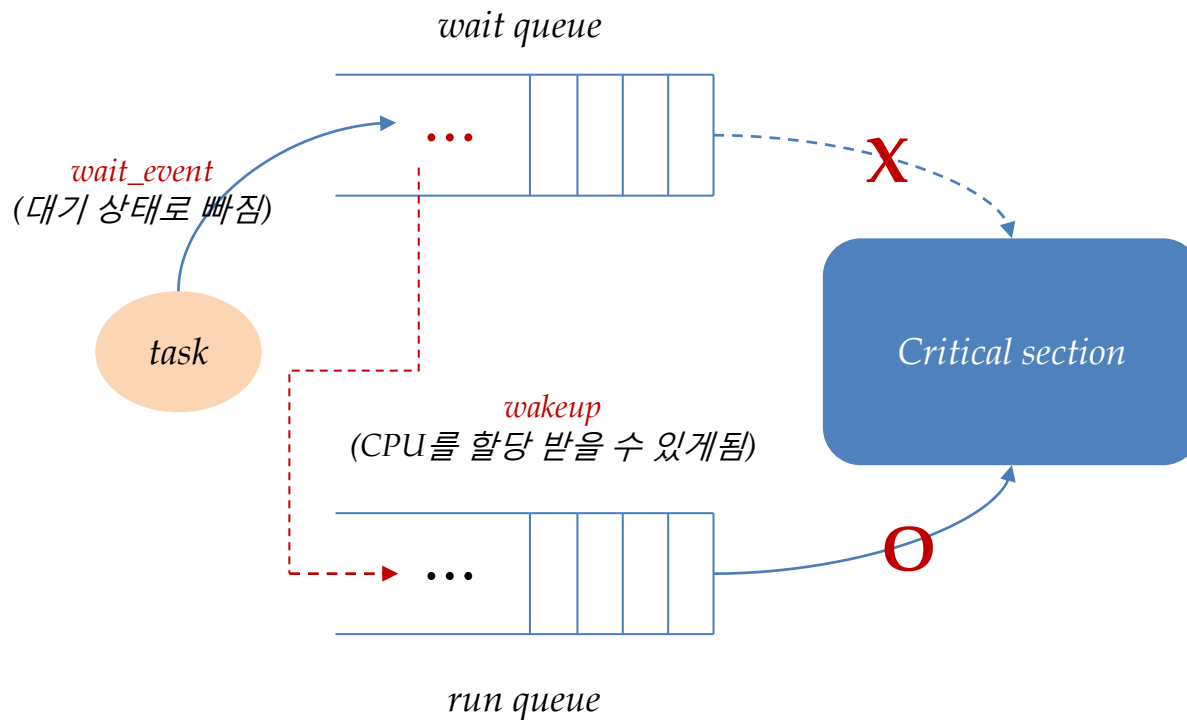 wait queue
...
X
wait_event
(대기 상태로 빠짐)
task
Critical section
wakeup
(CPU를 할당 받을 수 있게됨)
O
...
run queue